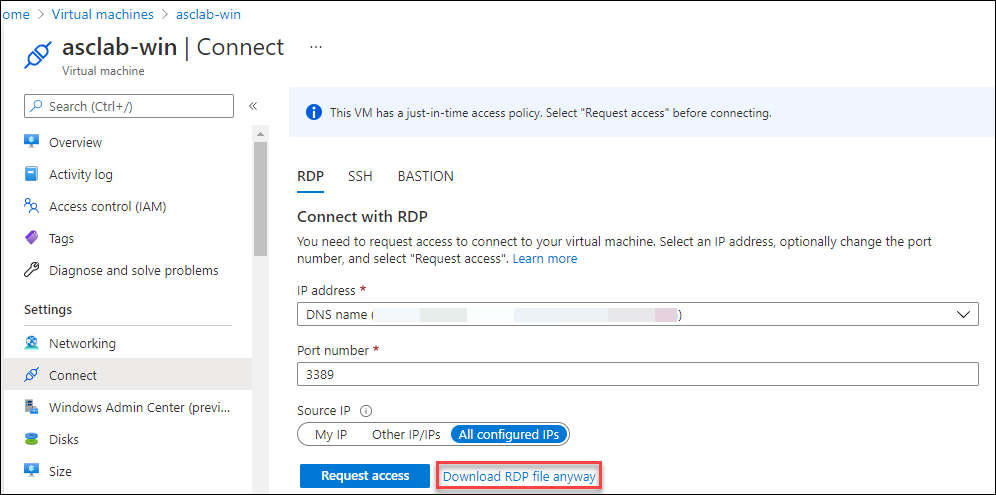 ome > Virtual machines > asclab-win
asclab-win | Connect ...
Virtual machine
Search (Ctrl+/) «
Overview
Activity log
Access control (IAM)
Tags
Diagnose and solve problems
Settings
Networking
Connect
Windows Admin Center (previ...
Disks
Size
This VM has a just-in-time access policy. Select "Request access" before connecting.
RDP SSH BASTION
Connect with RDP
You need to request access to connect to your virtual machine. Select an IP address, optionally change the port
number, and select "Request access". Learn more
IP address *
DNS name ( )
Port number *
3389
Source IP
My IP Other IP/IPs All configured IPs
Request access Download RDP file anyway